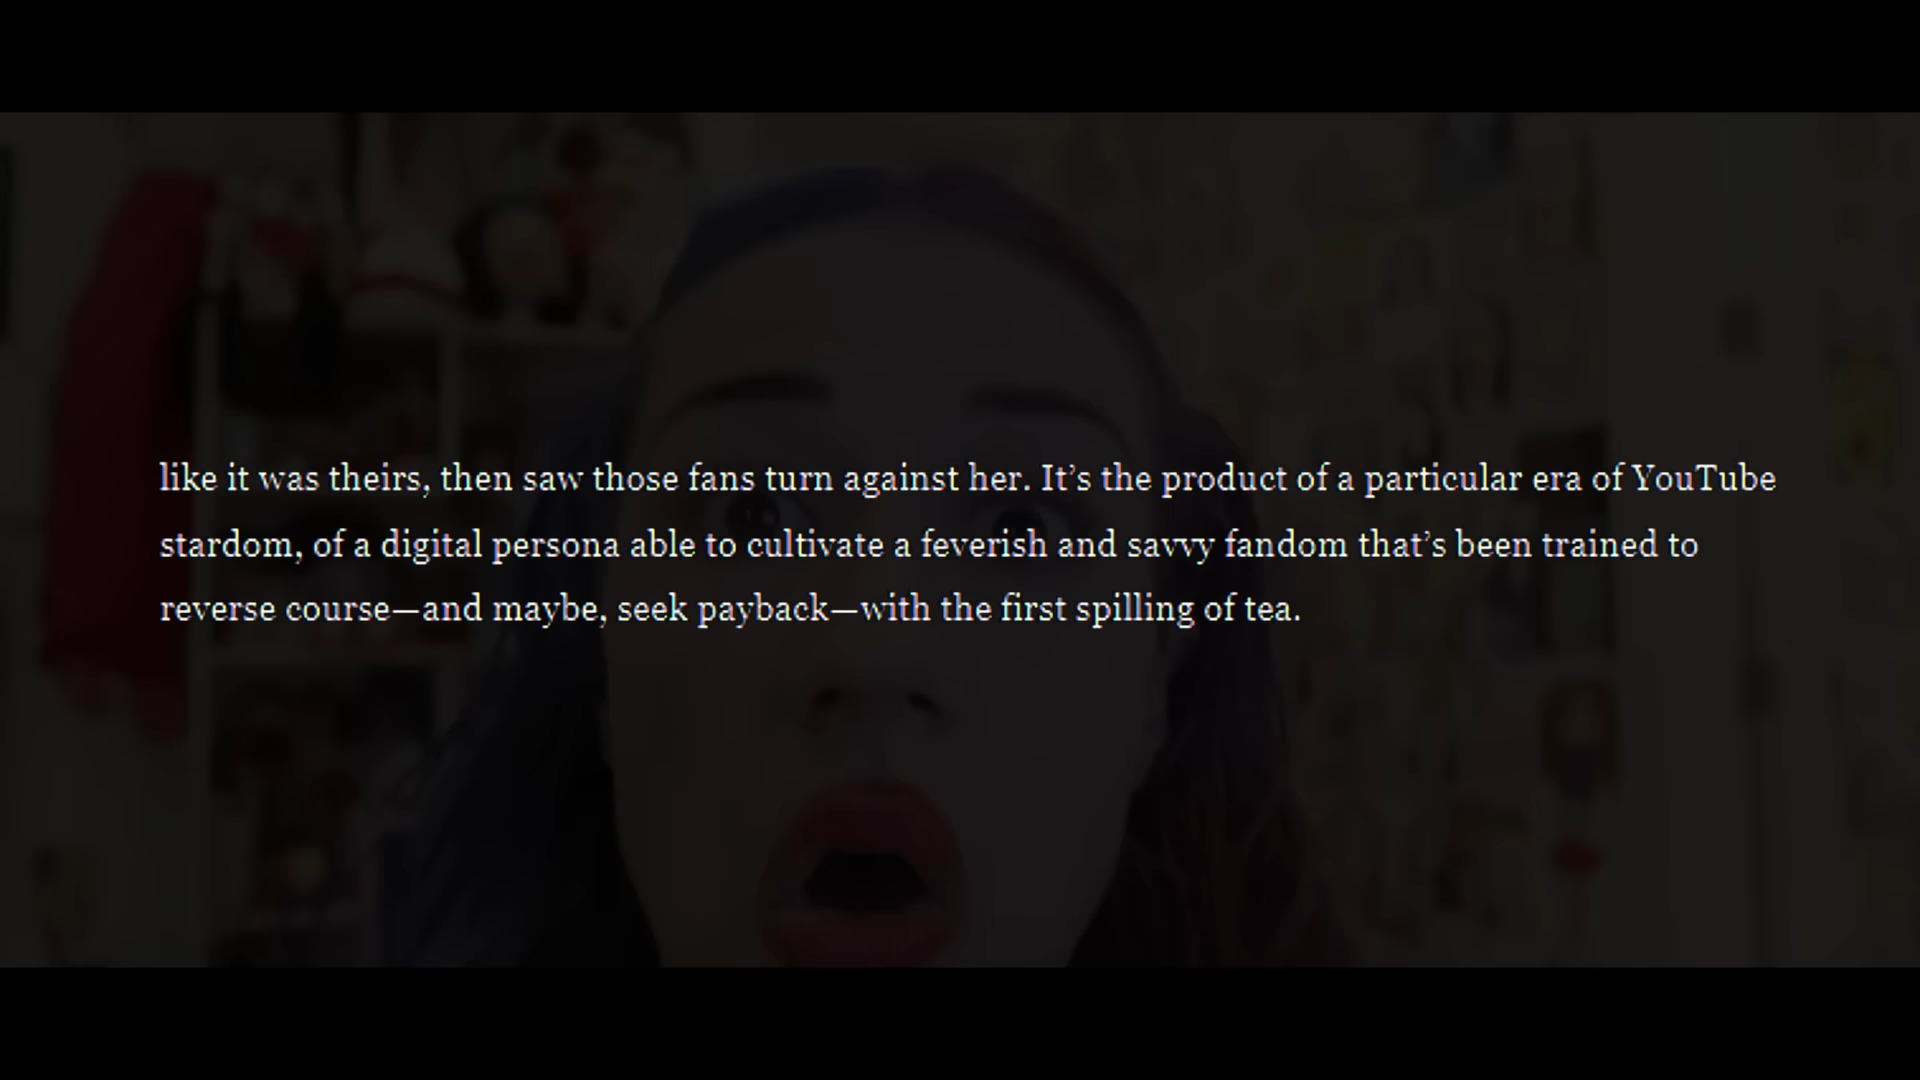 like it was theirs, then saw those fans turn against her. It’s the product of a particular era of YouTube
stardom, of a digital persona able to cultivate a feverish and savvy fandom that’s been trained to
reverse course—and maybe, seek payback—with the first spilling of tea.